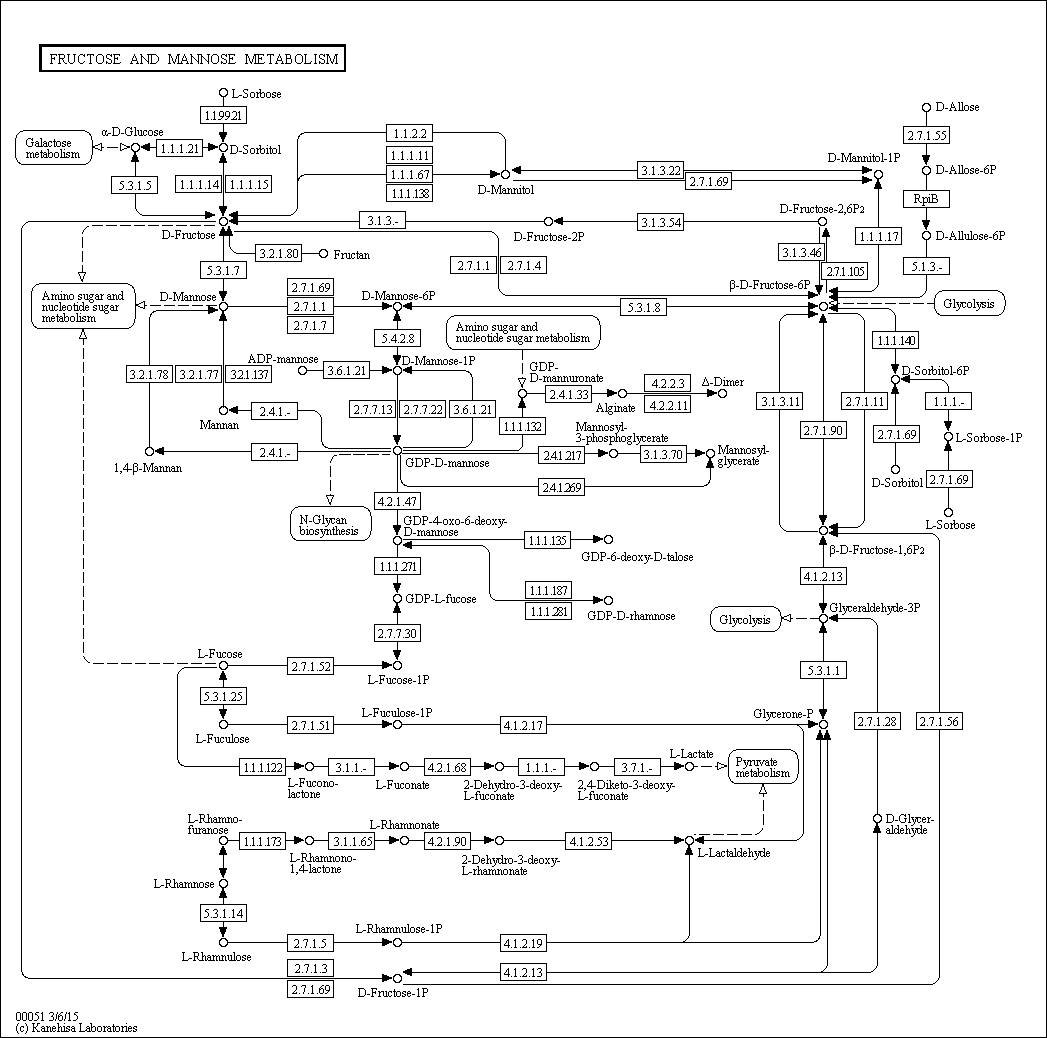 FRUCTOSE AND MANNOSE METABOLISM
L-Sorbose
D-Allose
1.1.99.21
1.1.2.2
2.7.1.55
α-D-Glucose
Galactose
metabolism
1.1.1.21
D-Sorbitol
1.1.1.11
D-Mannitol-1P
3.1.3.22
D-Allose-6P
5.3.1.5
1.1.1.14
1.1.1.15
1.1.1.67
2.7.1.69
1.1.1.138
D-Mannitol
RpiB
3.1.3.-
3.1.3.54
D-Fructose-2,6P2
D-Fructose
D-Fructose-2P
1.1.1.17
D-Allulose-6P
3.2.1.80
Fructan
3.1.3.46
5.3.1.7
2.7.1.1
2.7.1.4
2.7.1.105
5.1.3.-
2.7.1.69
β-D-Fructose-6P
Amino sugar and
nucleotide sugar
metabolism
D-Mannose
2.7.1.1
D-Mannose-6P
5.3.1.8
Glycolysis
2.7.1.7
Amino sugar and
nucleotide sugar metabolism
5.4.2.8
1.1.1.140
ADP-mannose
D-Mannose-1P
GDP-
D-mannuronate
3.2.1.78
3.2.1.77
3.2.1.137
3.6.1.21
D-Sorbitol-6P
4.2.2.3
Δ-Dimer
2.4.1.33
Alginate
4.2.2.11
2.4.1.-
Mannan
2.7.7.13
2.7.7.22
3.6.1.21
3.1.3.11
2.7.1.11
1.1.1.-
1.1.1.132
Mannosyl-
3-phosphoglycerate
2.7.1.90
2.7.1.69
L-Sorbose-1P
2.4.1.-
2.4.1.217
3.1.3.70
Mannosyl-
glycerate
1,4-β-Mannan
GDP-D-mannose
D-Sorbitol
2.7.1.69
2.4.1.269
4.2.1.47
N-Glycan
biosynthesis
GDP-4-oxo-6-deoxy-
D-mannose
L-Sorbose
1.1.1.135
GDP-6-deoxy-D-talose
β-D-Fructose-1,6P2
1.1.1.271
4.1.2.13
GDP-L-fucose
1.1.1.187
1.1.1.281
GDP-D-rhamnose
Glyceraldehyde-3P
Glycolysis
2.7.7.30
L-Fucose
2.7.1.52
L-Fucose-1P
5.3.1.1
5.3.1.25
L-Fuculose-1P
Glycerone-P
2.7.1.51
4.1.2.17
2.7.1.28
2.7.1.56
L-Fuculose
L-Lactate
1.1.1.122
3.1.1.-
4.2.1.68
1.1.1.-
3.7.1.-
Pyruvate
metabolism
L-Fucono-
lactone
L-Fuconate
2-Dehydro-3-deoxy-
L-fuconate
2,4-Diketo-3-deoxy-
L-fuconate
L-Rhamno-
furanose
L-Rhamnonate
D-Glycer-
aldehyde
1.1.1.173
3.1.1.65
4.2.1.90
4.1.2.53
L-Rhamnono-
1,4-lactone
2-Dehydro-3-deoxy-
L-rhamnonate
L-Lactaldehyde
L-Rhamnose
5.3.1.14
L-Rhamnulose-1P
2.7.1.5
4.1.2.19
L-Rhamnulose
2.7.1.3
4.1.2.13
2.7.1.69
D-Fructose-1P
00051 3/6/15
(c) Kanehisa Laboratories